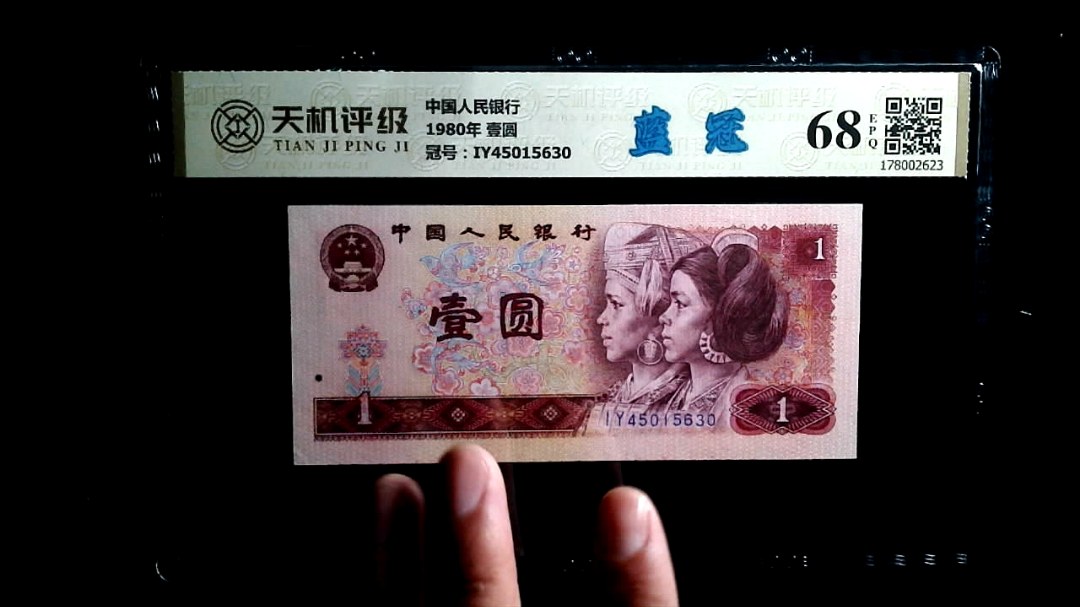 天机评级
TIAN JI PING JI
中国人民银行
1980年 壹圆
冠号：IY45015630
蓝冠
68
EPQ
178002623
中国人民银行
1
壹圆
1
IY45015630
1